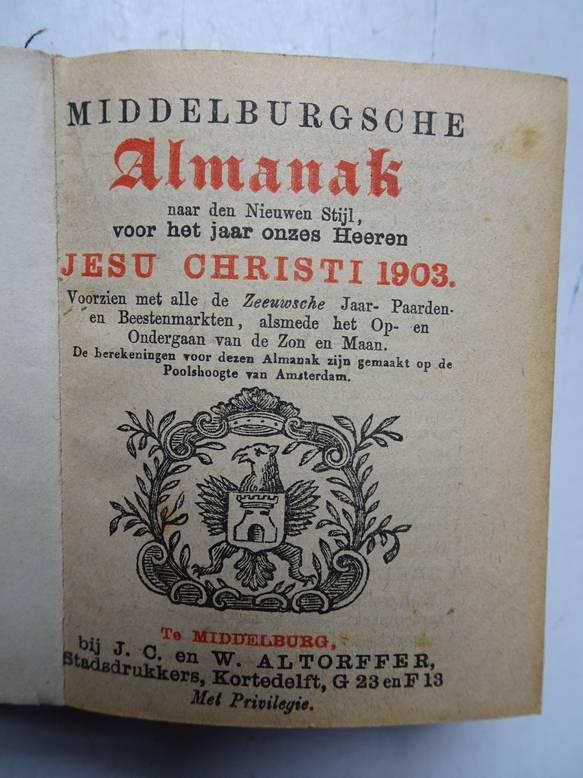 MIDDELBURGSCHE
Almanak
naar den Nieuwen Stijl,
voor het jaar onzes Heeren
JESU CHRISTI 1903.
Voorzien met alle de Zeeuwsche Jaar- Paarden-
en Beestenmarkten, alsmede het Op- en
Ondergaan van de Zon en Maan.
De berekeningen voor dezen Almanak zijn gemaakt op de
Poolshoogte van Amsterdam.
Te MIDDELBURG,
bij J. C. en W. ALTORFFER,
Stadsdrukkers, Kortedelft, G 23 en F 13
Met Privilegie.